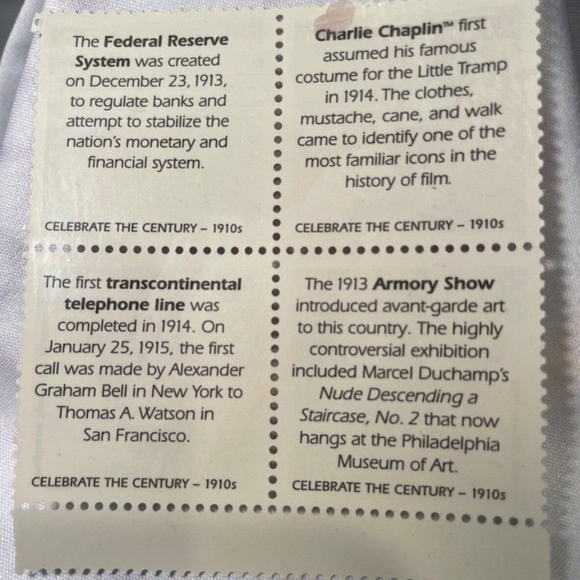 The Federal Reserve
System was created
on December 23, 1913,
to regulate banks and
attempt to stabilize the
nation's monetary and
financial system.
CELEBRATE THE CENTURY – 1910s
Charlie Chaplin™ first
assumed his famous
costume for the Little Tramp
in 1914. The clothes,
mustache, cane, and walk
came to identify one of the
most familiar icons in the
history of film.
CELEBRATE THE CENTURY – 1910s
The first transcontinental
telephone line was
completed in 1914. On
January 25, 1915, the first
call was made by Alexander
Graham Bell in New York to
Thomas A. Watson in
San Francisco.
CELEBRATE THE CENTURY – 1910s
The 1913 Armory Show
introduced avant-garde art
to this country. The highly
controversial exhibition
included Marcel Duchamp's
Nude Descending a
Staircase, No. 2 that now
hangs at the Philadelphia
Museum of Art.
CELEBRATE THE CENTURY – 1910s